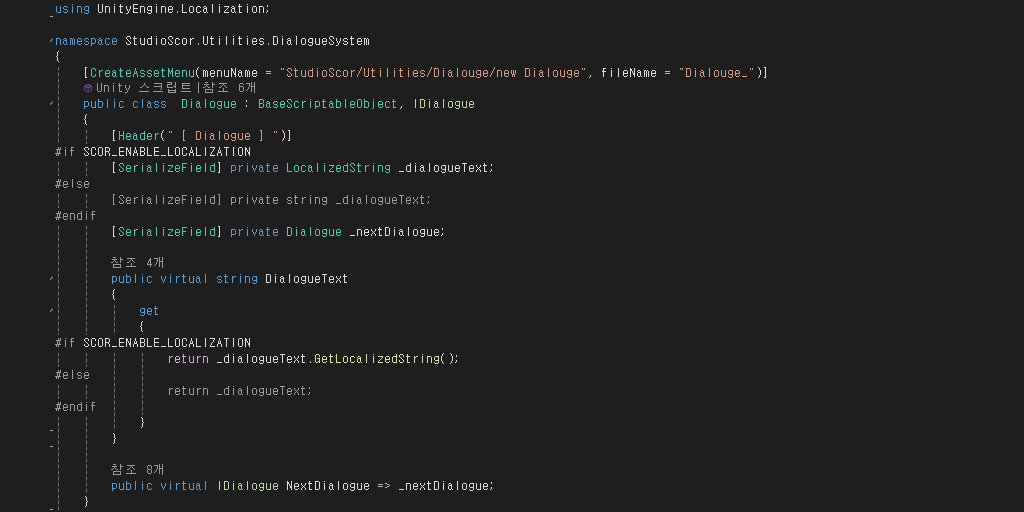 using UnityEngine.Localization;
namespace StudioScor.Utilities.DialogueSystem
{
[CreateAssetMenu(menuName = "StudioScor/Utilities/Dialouge/new Dialouge", fileName = "Dialouge_")]
Unity 스크립트|참조 6개
public class Dialogue : BaseScriptableObject, IDialogue
{
[Header(" [ Dialogue ] ")]
#if SCOR_ENABLE_LOCALIZATION
[SerializeField] private LocalizedString _dialogueText;
#else
[SerializeField] private string _dialogueText;
#endif
[SerializeField] private Dialogue _nextDialogue;
참조 4개
public virtual string DialogueText
{
get
{
#if SCOR_ENABLE_LOCALIZATION
return _dialogueText.GetLocalizedString();
#else
return _dialogueText;
#endif
}
}
참조 8개
public virtual IDialogue NextDialogue => _nextDialogue;
}